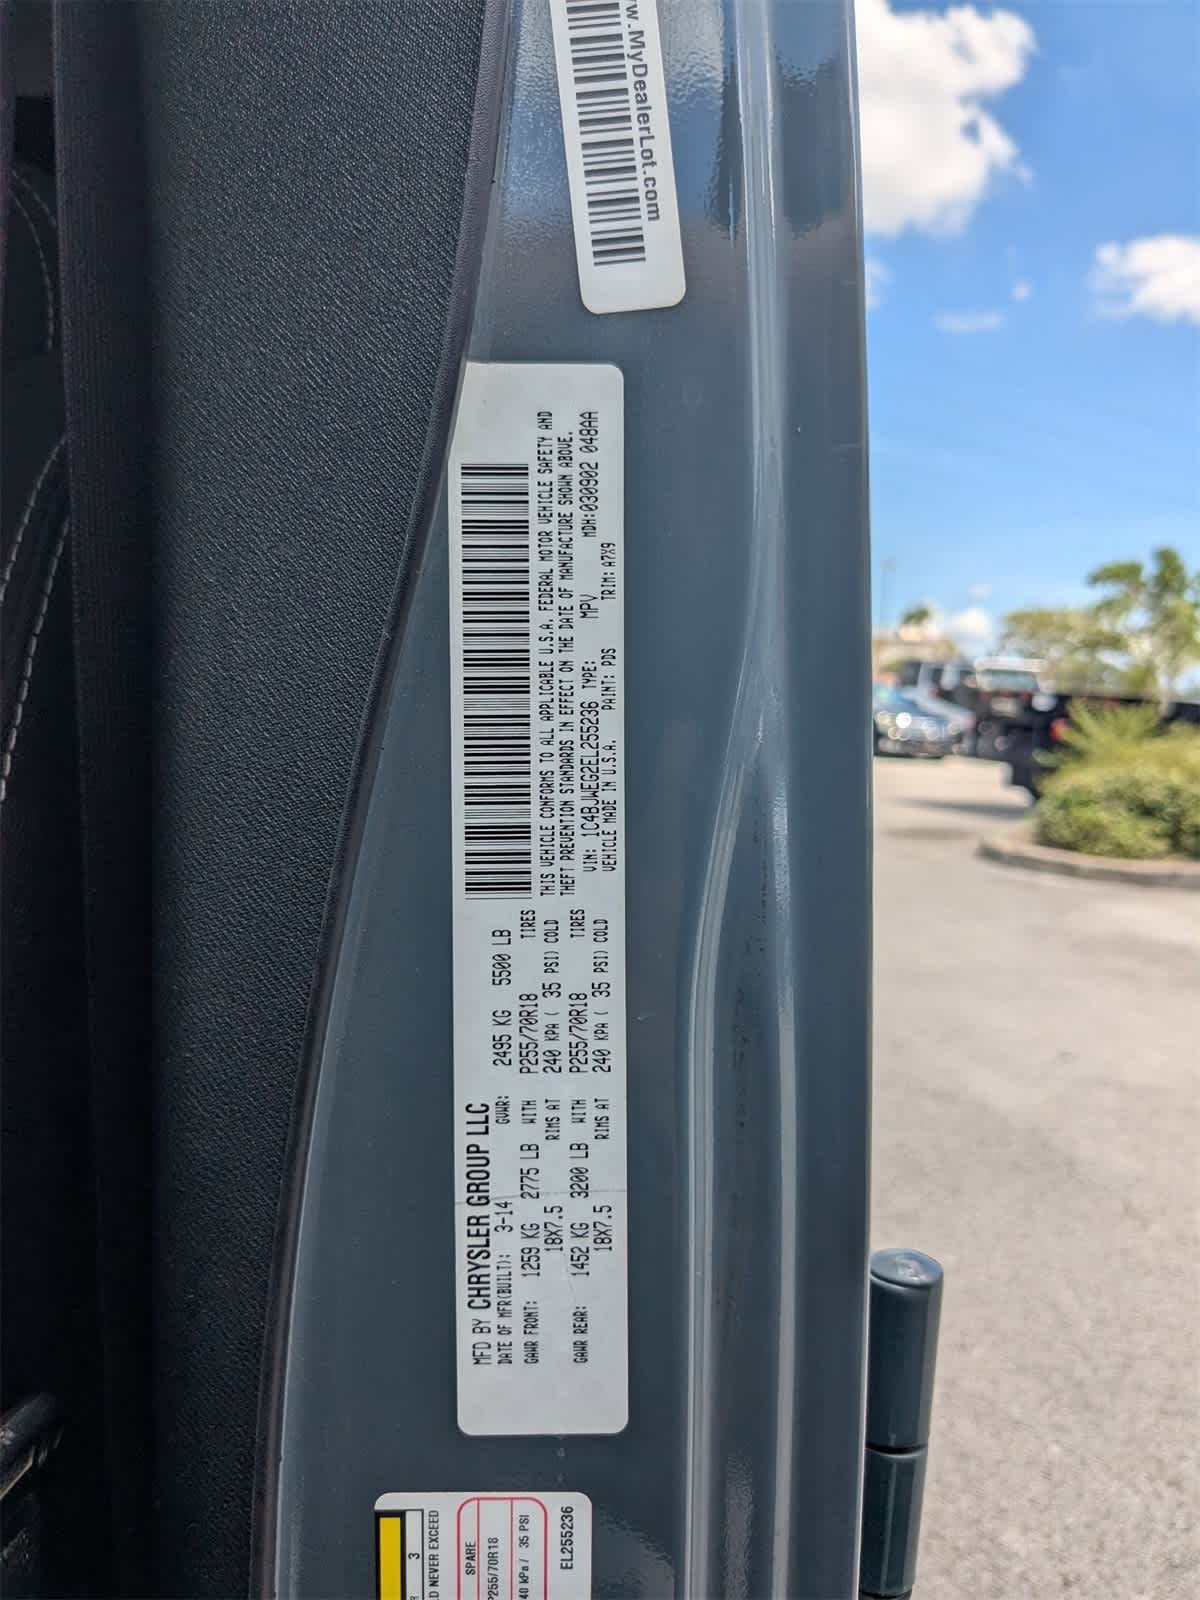 w.MyDealerLot.com
MFD BY CHRYSLER GROUP LLC
DATE OF MFR(BUILT): 3-14 GVWR: 2495 KG 5500 LB
GAWR FRONT: 1259 KG 2775 LB WITH P255/70R18 TIRES
18X7.5 RIMS AT 240 KPA ( 35 PSI) COLD
GAWR REAR: 1452 KG 3200 LB WITH P255/70R18 TIRES
18X7.5 RIMS AT 240 KPA ( 35 PSI) COLD
THIS VEHICLE CONFORMS TO ALL APPLICABLE U.S.A. FEDERAL MOTOR VEHICLE SAFETY AND
THEFT PREVENTION STANDARDS IN EFFECT ON THE DATE OF MANUFACTURE SHOWN ABOVE.
VIN: 1C4BJWEG2EL255236 TYPE: MPV MDH:030902 048AA
VEHICLE MADE IN U.S.A. PAINT: PDS TRIM: A7X9
R 3
D NEVER EXCEED
SPARE
P255/70R18
40 kPa / 35 PSI
EL255236